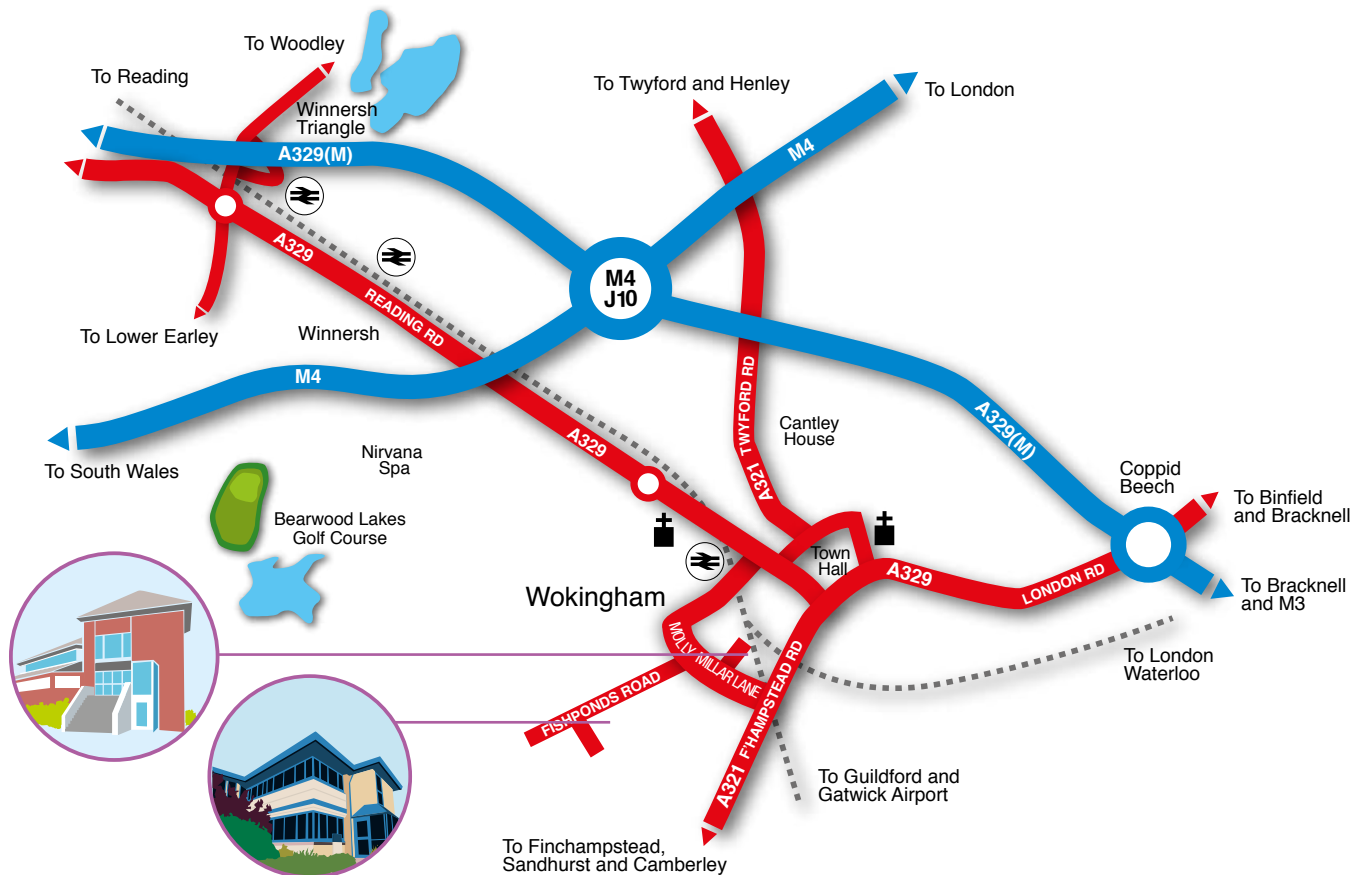 To Woodley
To Reading
To Twyford and Henley
To London
Winnersh
Triangle
A329(M)
M4
A329
READING RD
M4
J10
To Lower Earley
Winnersh
M4
TWYFORD RD
A321
Cantley
House
A329(M)
A329
To South Wales
Nirvana
Spa
Coppid
Beech
To Binfield
and Bracknell
Bearwood Lakes
Golf Course
Town
Hall
A329
LONDON RD
To Bracknell
and M3
Wokingham
MOLLY MILLAR LANE
To London
Waterloo
FISHPONDS ROAD
F'HAMPSTEAD RD
A321
To Guildford and
Gatwick Airport
To Finchampstead,
Sandhurst and Camberley